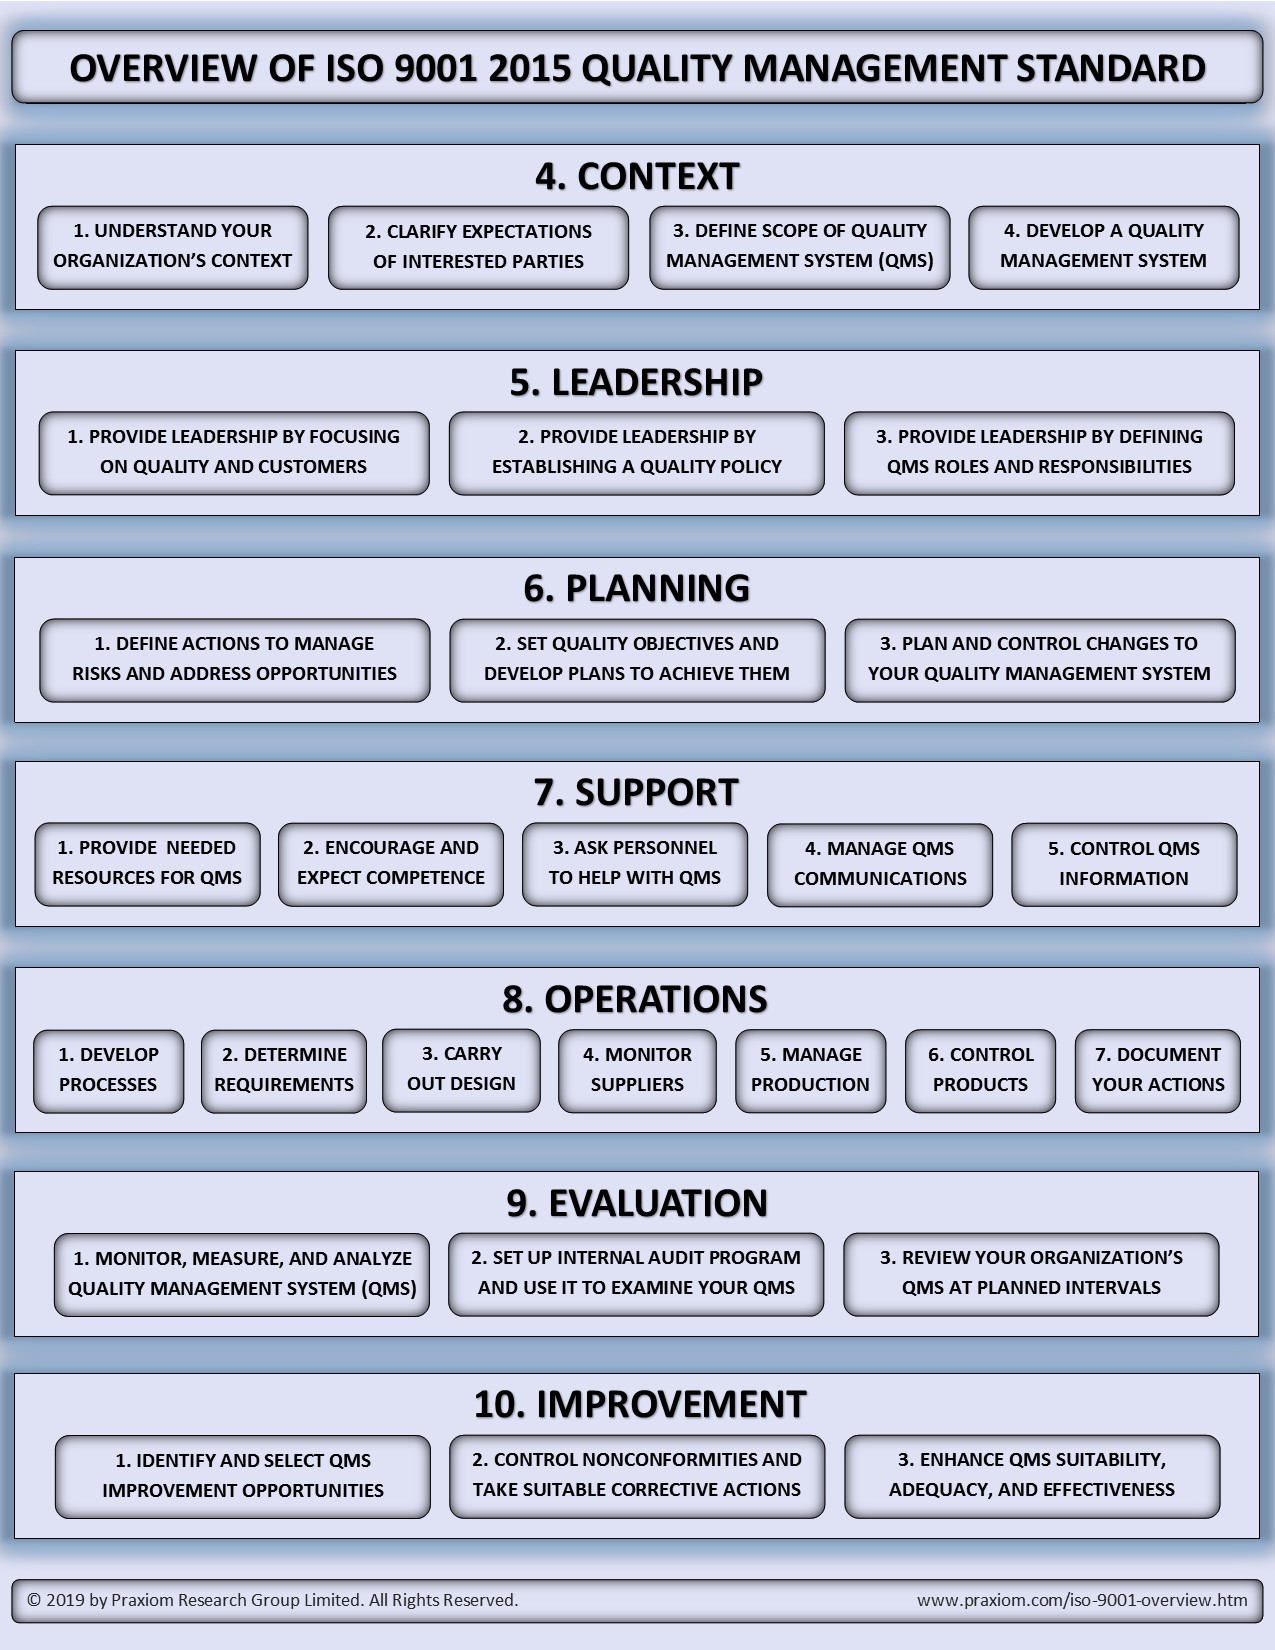 OVERVIEW OF ISO 9001 2015 QUALITY MANAGEMENT STANDARD
4. CONTEXT
1. UNDERSTAND YOUR
ORGANIZATION’S CONTEXT
2. CLARIFY EXPECTATIONS
OF INTERESTED PARTIES
3. DEFINE SCOPE OF QUALITY
MANAGEMENT SYSTEM (QMS)
4. DEVELOP A QUALITY
MANAGEMENT SYSTEM
5. LEADERSHIP
1. PROVIDE LEADERSHIP BY FOCUSING
ON QUALITY AND CUSTOMERS
2. PROVIDE LEADERSHIP BY
ESTABLISHING A QUALITY POLICY
3. PROVIDE LEADERSHIP BY DEFINING
QMS ROLES AND RESPONSIBILITIES
6. PLANNING
1. DEFINE ACTIONS TO MANAGE
RISKS AND ADDRESS OPPORTUNITIES
2. SET QUALITY OBJECTIVES AND
DEVELOP PLANS TO ACHIEVE THEM
3. PLAN AND CONTROL CHANGES TO
YOUR QUALITY MANAGEMENT SYSTEM
7. SUPPORT
1. PROVIDE NEEDED
RESOURCES FOR QMS
2. ENCOURAGE AND
EXPECT COMPETENCE
3. ASK PERSONNEL
TO HELP WITH QMS
4. MANAGE QMS
COMMUNICATIONS
5. CONTROL QMS
INFORMATION
8. OPERATIONS
1. DEVELOP
PROCESSES
2. DETERMINE
REQUIREMENTS
3. CARRY
OUT DESIGN
4. MONITOR
SUPPLIERS
5. MANAGE
PRODUCTION
6. CONTROL
PRODUCTS
7. DOCUMENT
YOUR ACTIONS
9. EVALUATION
1. MONITOR, MEASURE, AND ANALYZE
QUALITY MANAGEMENT SYSTEM (QMS)
2. SET UP INTERNAL AUDIT PROGRAM
AND USE IT TO EXAMINE YOUR QMS
3. REVIEW YOUR ORGANIZATION’S
QMS AT PLANNED INTERVALS
10. IMPROVEMENT
1. IDENTIFY AND SELECT QMS
IMPROVEMENT OPPORTUNITIES
2. CONTROL NONCONFORMITIES AND
TAKE SUITABLE CORRECTIVE ACTIONS
3. ENHANCE QMS SUITABILITY,
ADEQUACY, AND EFFECTIVENESS
© 2019 by Praxiom Research Group Limited. All Rights Reserved.
www.praxiom.com/iso-9001-overview.htm